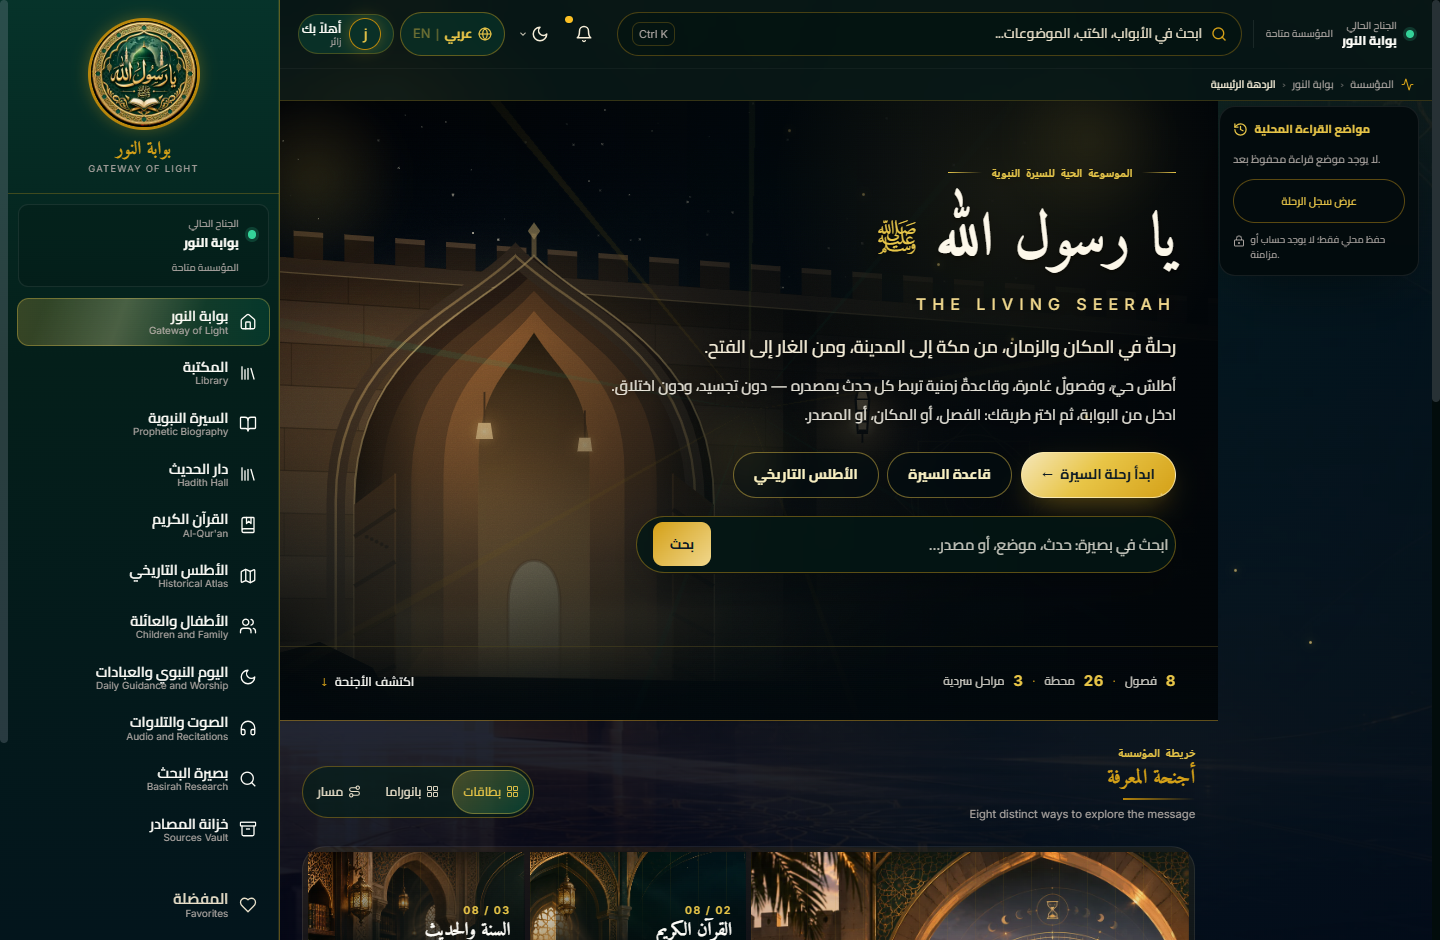 الجناح الحالي
بوابة النور
المؤسسة متاحة
ابحث في الأبواب، الكتب، الموضوعات...
Ctrl K
عربي | EN
ز
أهلاً بك
زائر
المؤسسة › بوابة النور › الردهة الرئيسية
يا رسول الله
بوابة النور
GATEWAY OF LIGHT
الجناح الحالي
بوابة النور
المؤسسة متاحة
بوابة النور
Gateway of Light
المكتبة
Library
السيرة النبوية
Prophetic Biography
دار الحديث
Hadith Hall
القرآن الكريم
Al-Qur'an
الأطلس التاريخي
Historical Atlas
الأطفال والعائلة
Children and Family
اليوم النبوي والعبادات
Daily Guidance and Worship
الصوت والتلاوات
Audio and Recitations
بصيرة البحث
Basirah Research
خزانة المصادر
Sources Vault
المفضلة
Favorites
مواضع القراءة المحلية
لا يوجد موضع قراءة محفوظ بعد.
عرض سجل الرحلة
حفظ محلي فقط؛ لا يوجد حساب أو
مزامنة.
الموسوعة الحية للسيرة النبوية
يا رسول الله ﷺ
THE LIVING SEERAH
رحلةٌ في المكان والزمان، من مكة إلى المدينة، ومن الغار إلى الفتح.
أطلسٌ حيّ، وفصولٌ غامرة، وقاعدةٌ زمنية تربط كل حدث بمصدره — دون تجسيد، ودون اختلاق.
ادخل من البوابة، ثم اختر طريقك: الفصل، أو المكان، أو المصدر.
ابدأ رحلة السيرة ←
قاعدة السيرة
الأطلس التاريخي
ابحث في بصيرة: حدث، موضع، أو مصدر...
بحث
8 فصول · 26 محطة · 3 مراحل سردية
اكتشف الأجنحة ↓
خريطة المؤسسة
أجنحة المعرفة
Eight distinct ways to explore the message
بطاقات
بانوراما
مسار
08 / 02
القرآن الكريم
08 / 03
السنة والحديث